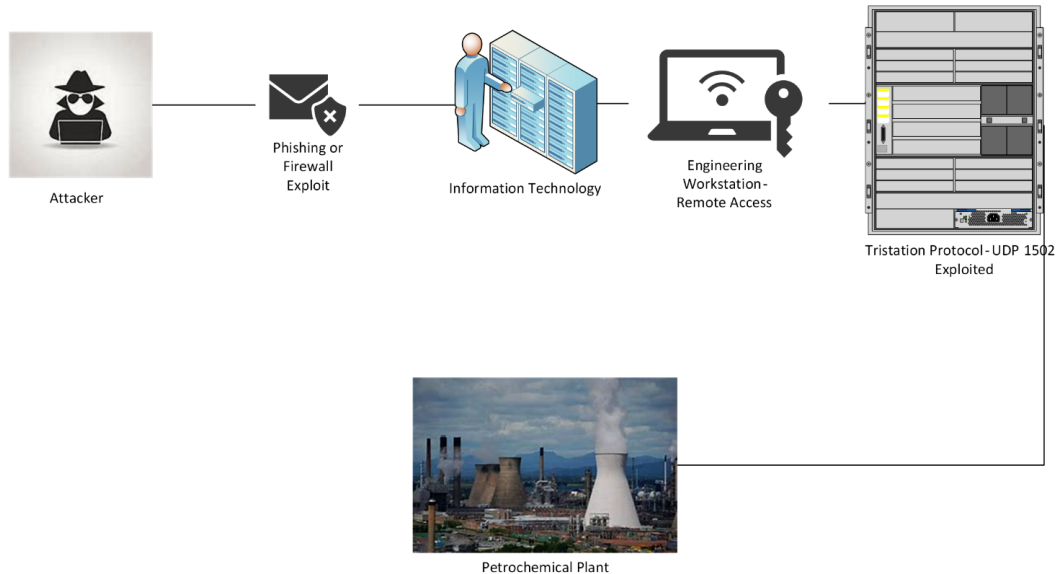 Attacker
Phishing or
Firewall
Exploit
Information Technology
Engineering
Workstation-
Remote Access
Tristation Protocol-UDP 1502
Exploited
Petrochemical Plant